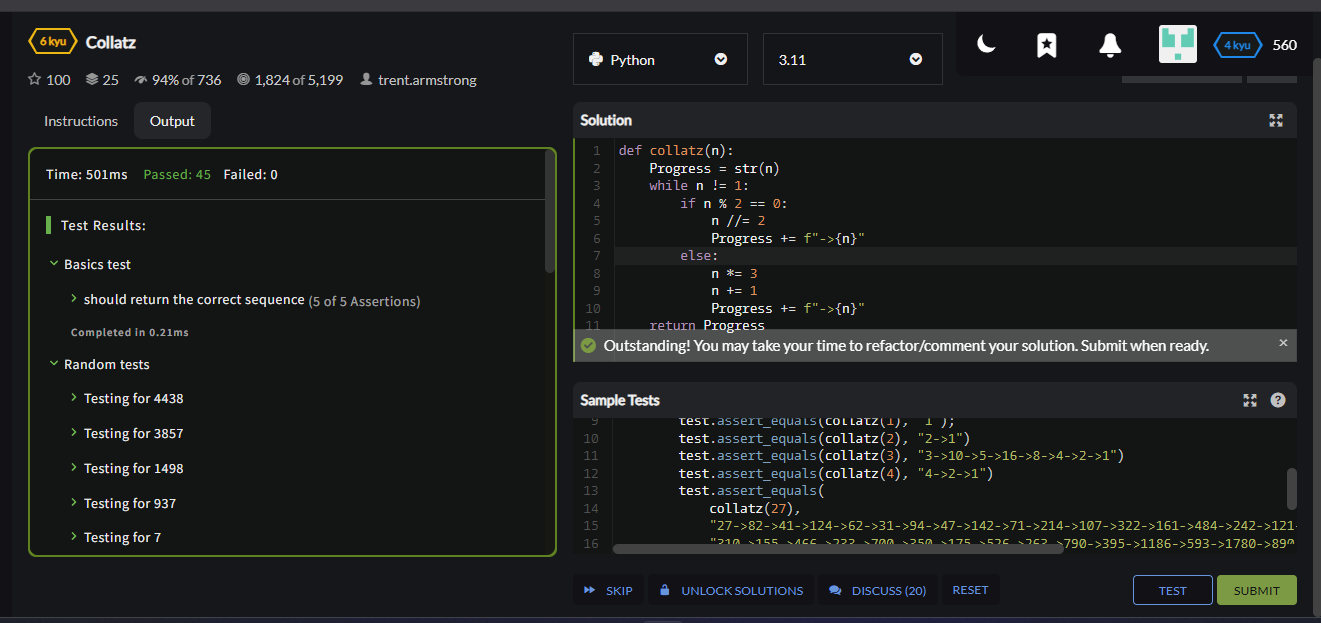 6 kyu Collatz
100 25 94% of 736 1,824 of 5,199 trent.armstrong
Instructions Output
Time: 501ms Passed: 45 Failed: 0
Test Results:
Basics test
should return the correct sequence (5 of 5 Assertions)
Completed in 0.21ms
Random tests
Testing for 4438
Testing for 3857
Testing for 1498
Testing for 937
Testing for 7
Python 3.11
4 kyu 560
Solution
1 def collatz(n):
2 Progress = str(n)
3 while n != 1:
4 if n % 2 == 0:
5 n //= 2
6 Progress += f"->{n}"
7 else:
8 n *= 3
9 n += 1
10 Progress += f"->{n}"
11 return Progress
Outstanding! You may take your time to refactor/comment your solution. Submit when ready.
Sample Tests
9 test.assert_equals(collatz(1), "1");
10 test.assert_equals(collatz(2), "2->1")
11 test.assert_equals(collatz(3), "3->10->5->16->8->4->2->1")
12 test.assert_equals(collatz(4), "4->2->1")
13 test.assert_equals(
14 collatz(27),
15 "27->82->41->124->62->31->94->47->142->71->214->107->322->161->484->242->121-
16 "310->155->466->233->700->350->175->526->263->790->395->1186->593->1780->890
SKIP UNLOCK SOLUTIONS DISCUSS (20) RESET TEST SUBMIT